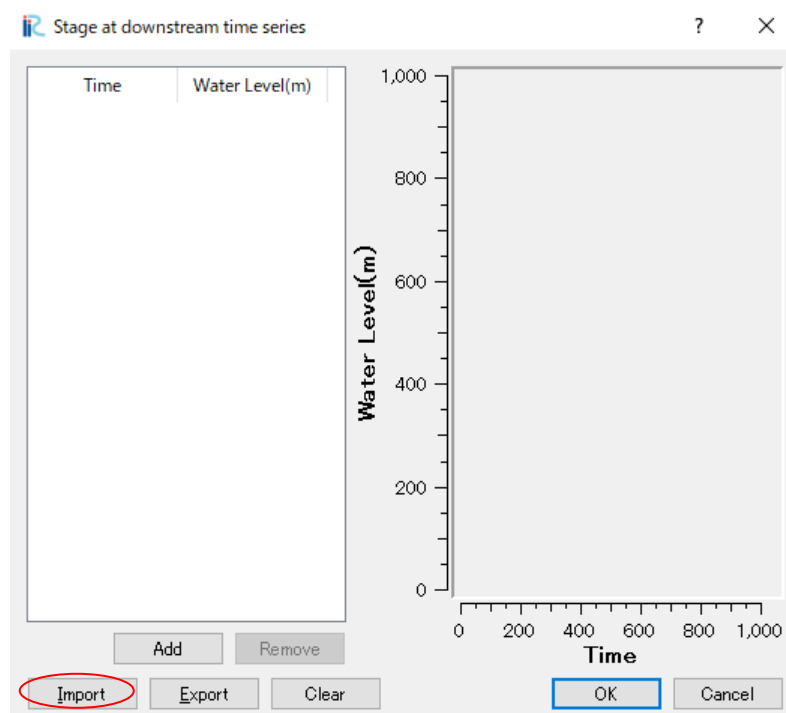 iRIC Stage at downstream time series ? ×
Time Water Level(m)
1,000
800
600
400
200
0
Water Level(m)
0 200 400 600 800 1,000
Time
Add Remove
Import Export Clear OK Cancel